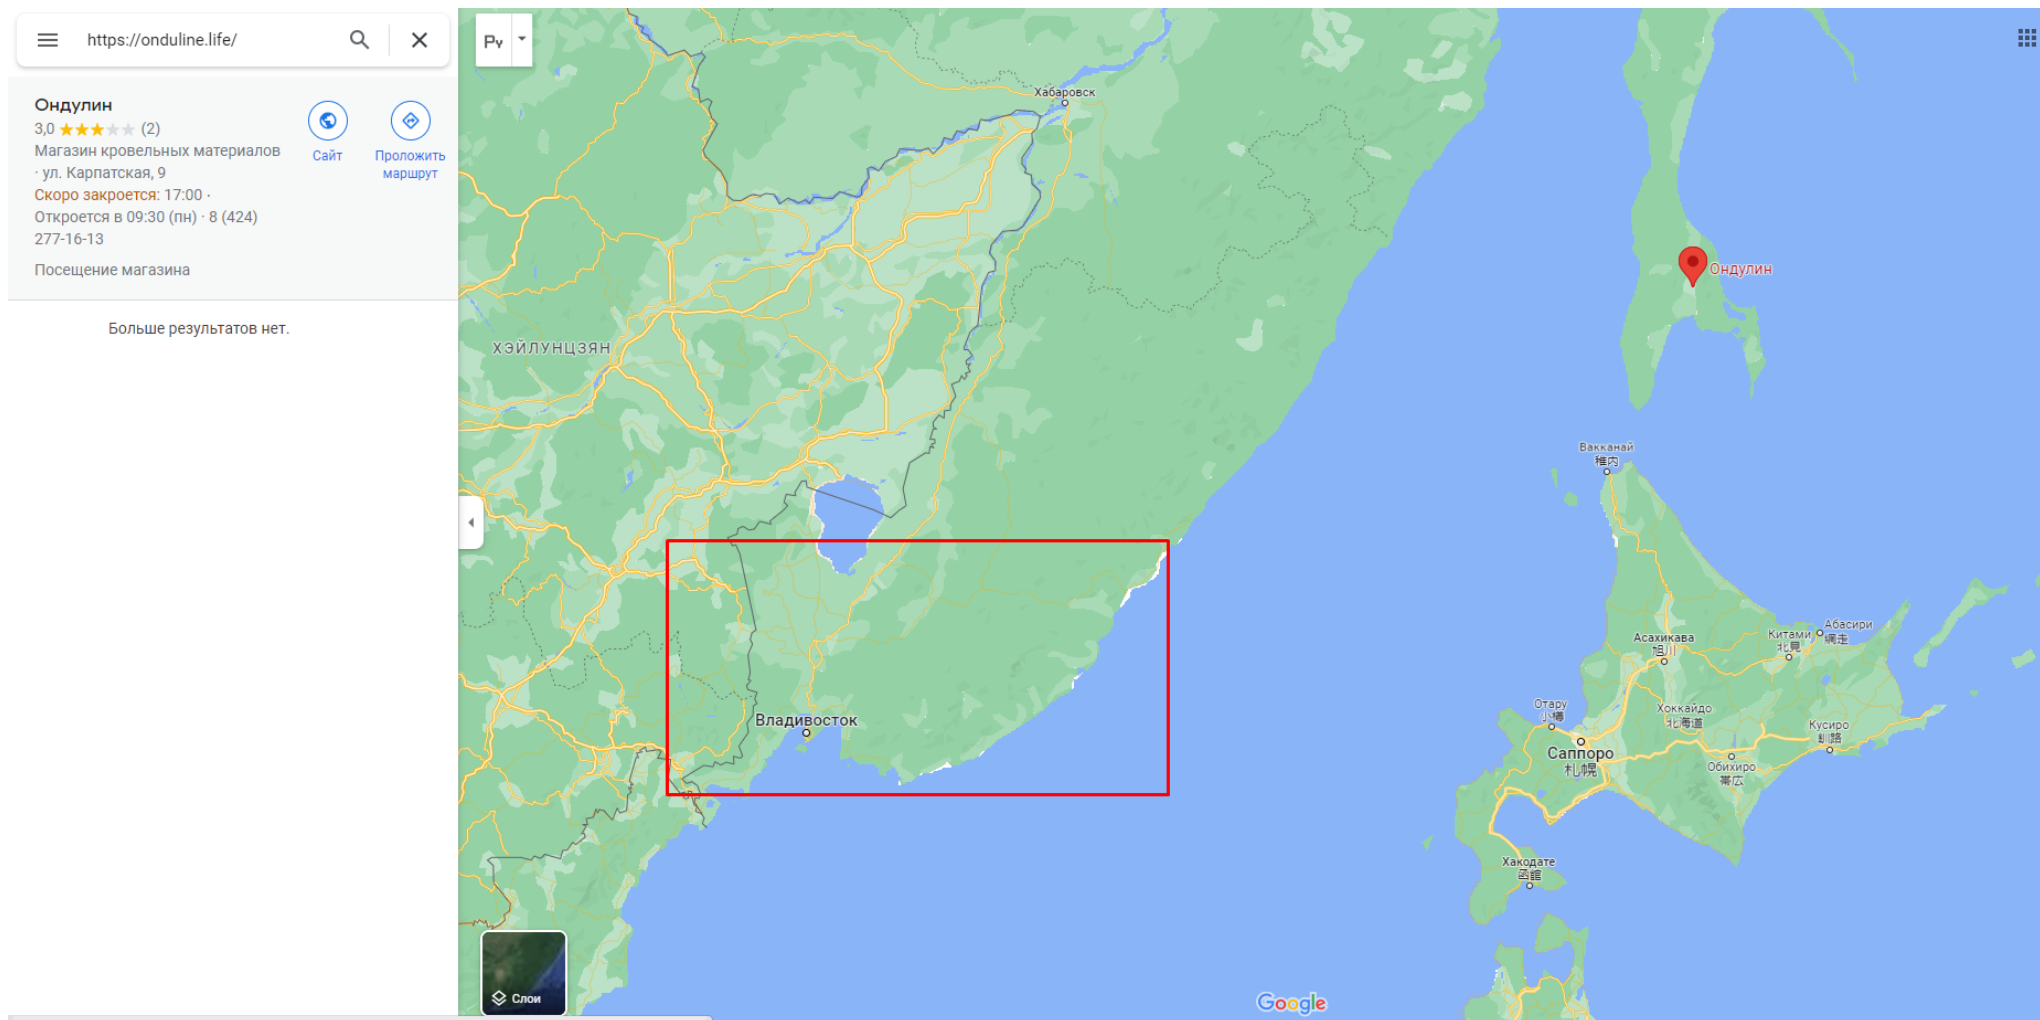 https://onduline.life/
Ондулин
3,0 (2)
Магазин кровельных материалов
· ул. Карпатская, 9
Скоро закроется: 17:00 ·
Откроется в 09:30 (пн) · 8 (424)
277-16-13
Посещение магазина
Сайт
Проложить
маршрут
Больше результатов нет.
Ру
Хабаровск
Ондулин
ХЭЙЛУНЦЗЯН
Вакканай
稚内
Абасири
網走
Китами
北見
Асахикава
旭川
Отару
小樽
Хоккайдо
北海道
Кусиро
釧路
Владивосток
Саппоро
札幌
Обихиро
帯広
Хакодате
函館
Слои
Google